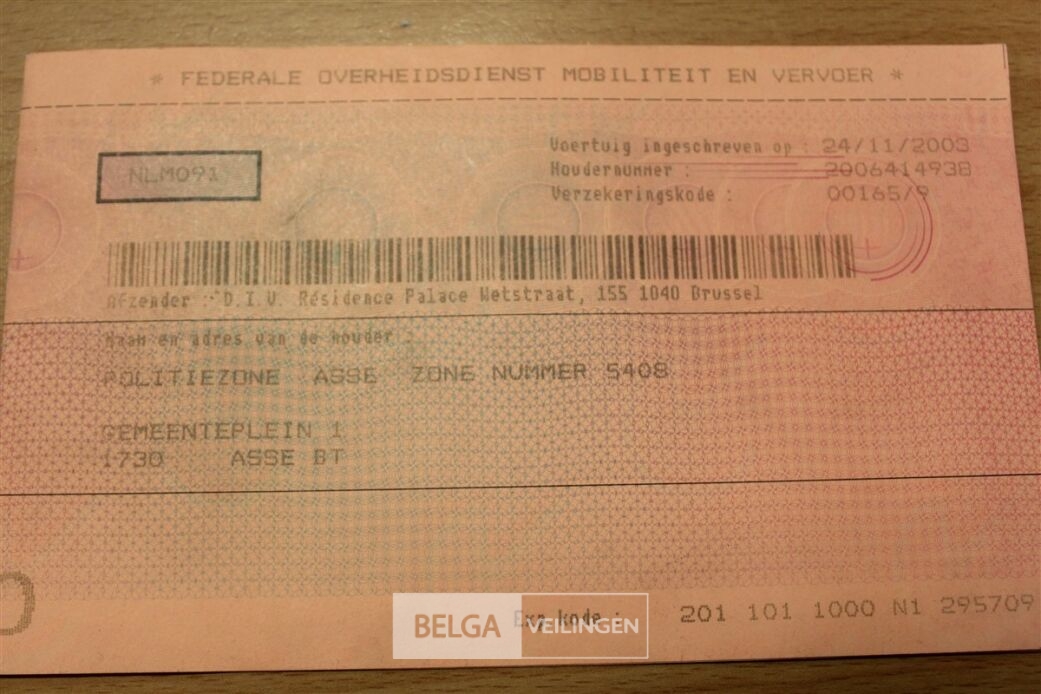 * FEDERALE OVERHEIDSDIENST MOBILITEIT EN VERVOER *
NLM091
Voertuig ingeschreven op : 24/11/2003
Houdernummer : 2006414938
Verzekeringskode : 00165/9
Afzender : D.I.V. Résidence Palace Wetstraat, 155 1040 Brussel
Naam en adres van de houder :
POLITIEZONE ASSE ZONE NUMMER 5408
GEMEENTEPLEIN 1
1730 ASSE BT
Exp.kode : 201 101 1000 N1 295709
BELGA VEILINGEN